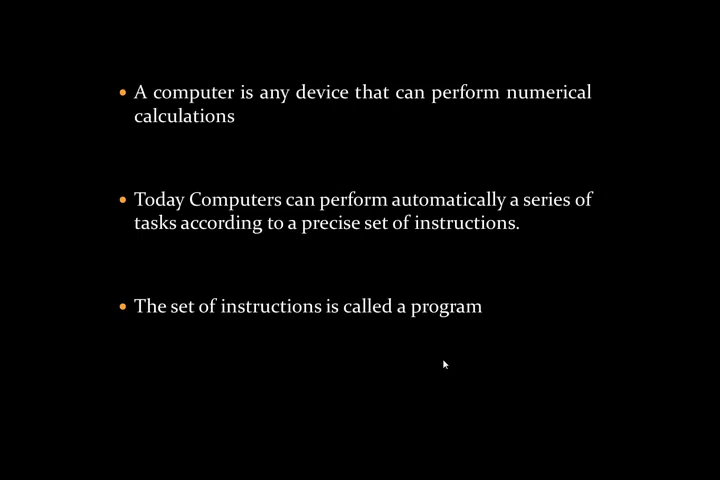 • A computer is any device that can perform numerical
calculations
• Today Computers can perform automatically a series of
tasks according to a precise set of instructions.
• The set of instructions is called a program